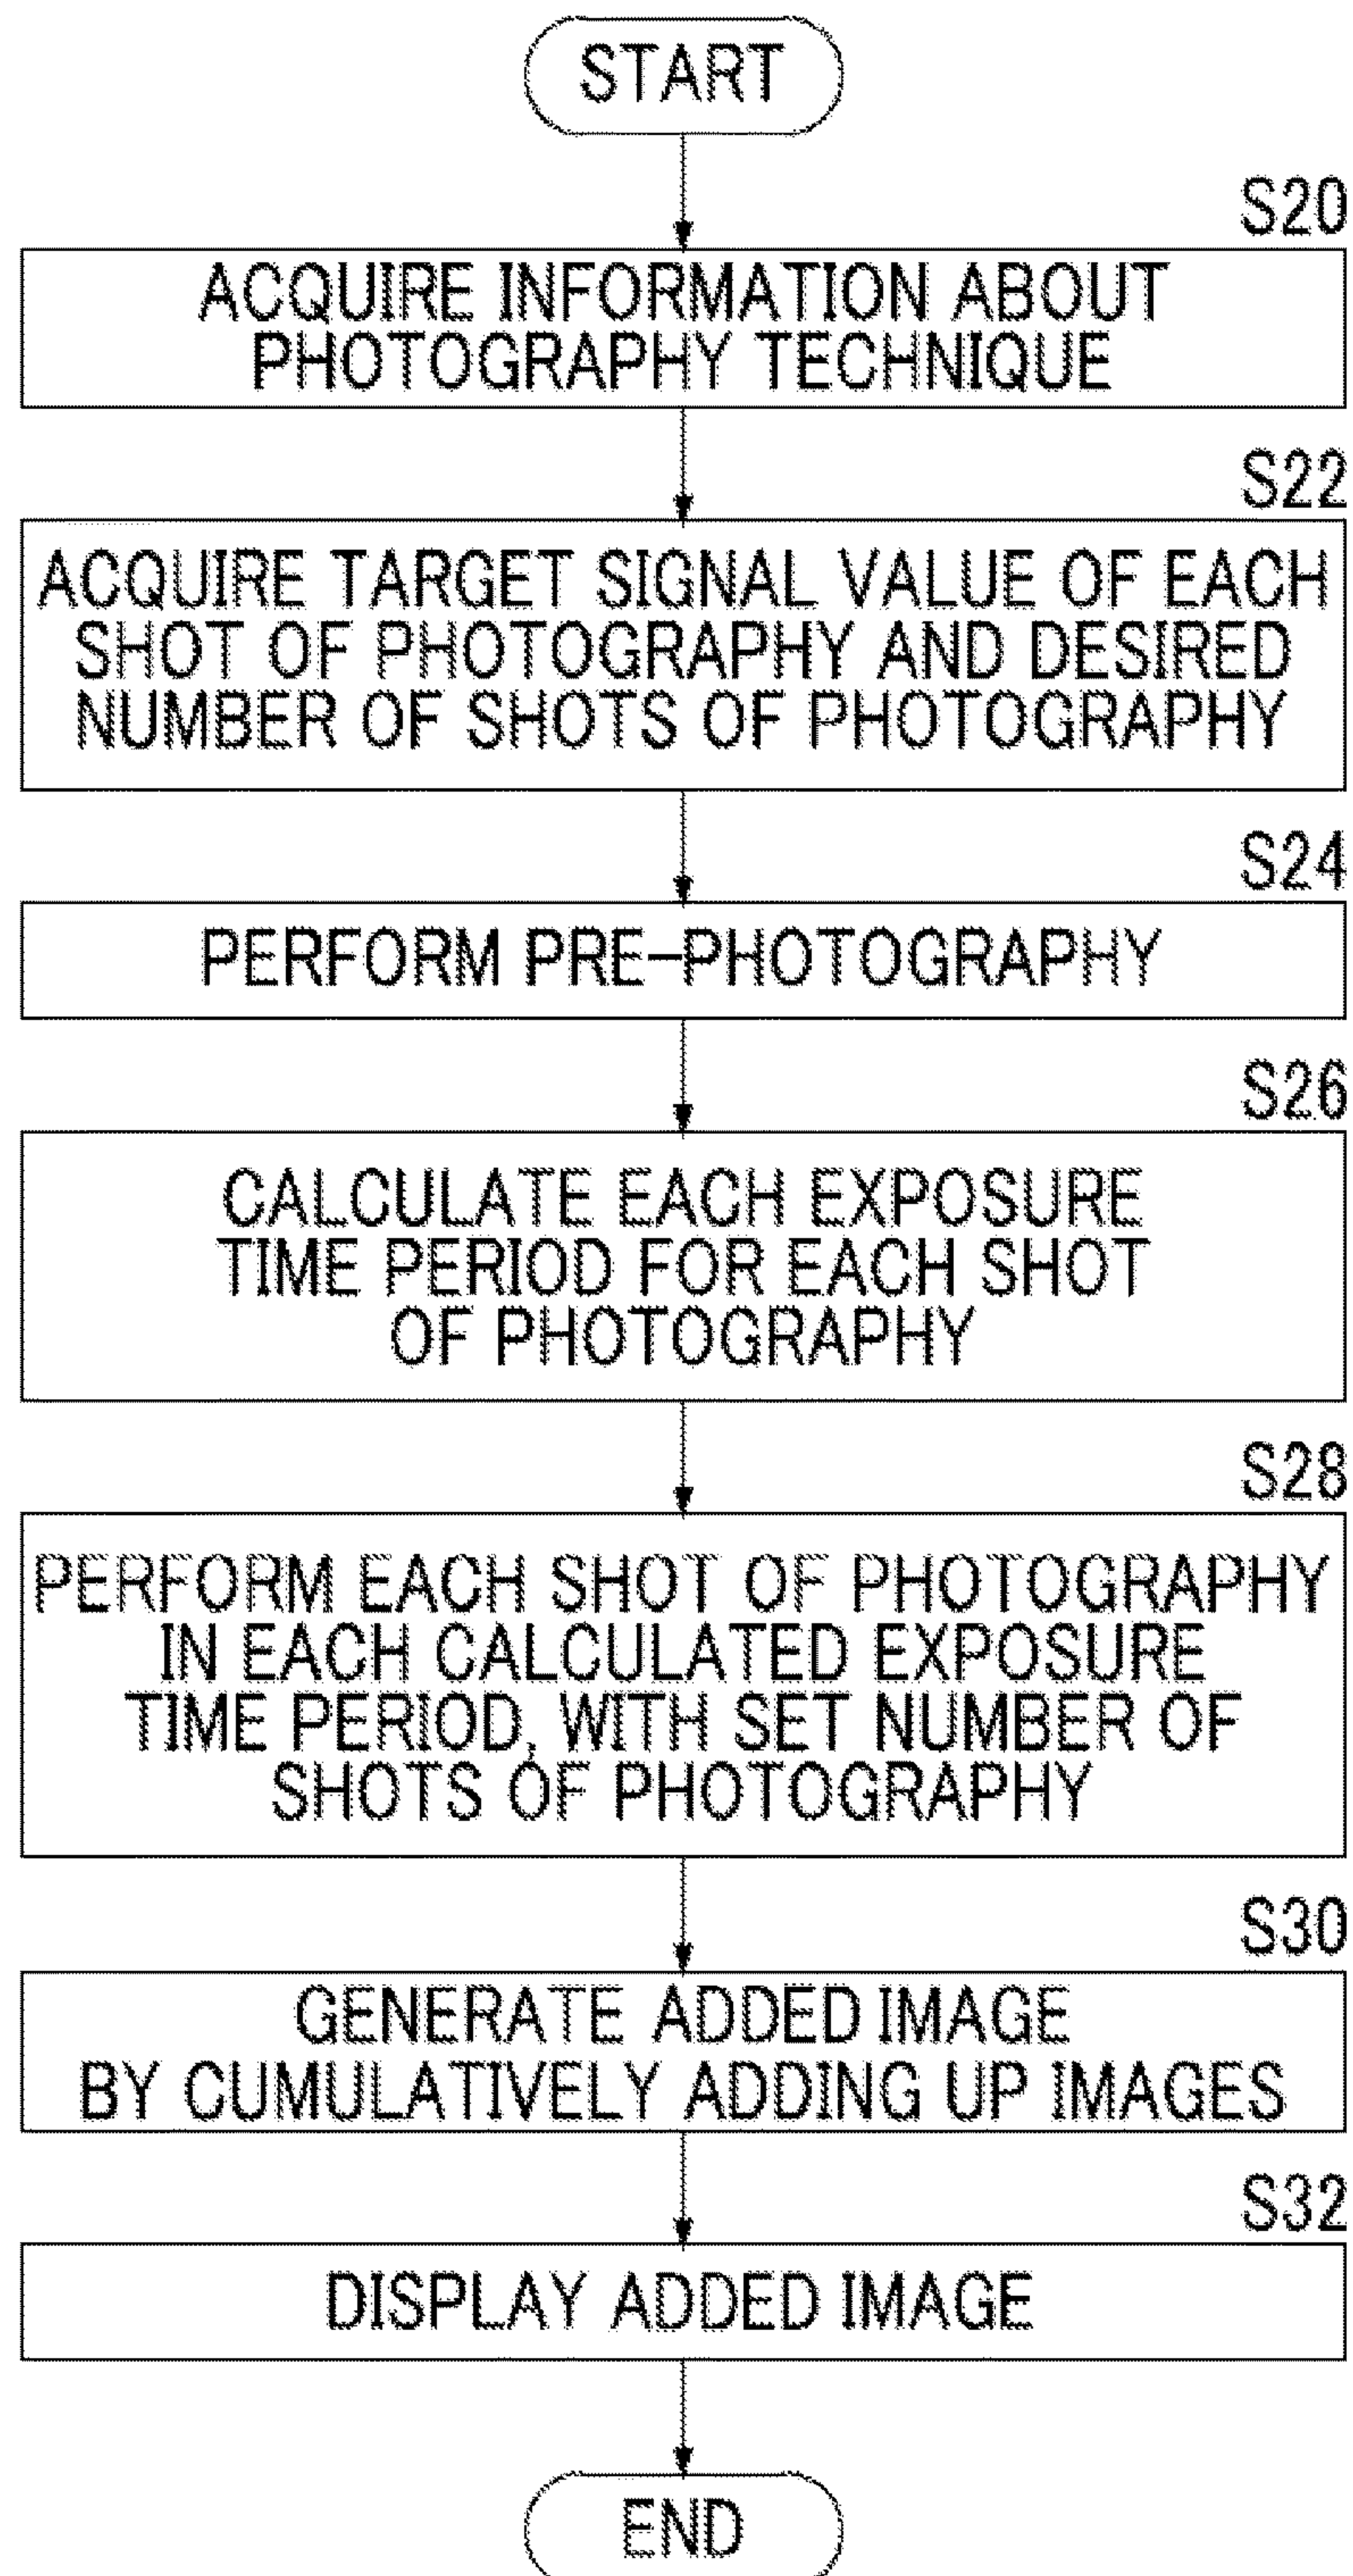 START
S20
ACQUIRE INFORMATION ABOUT
PHOTOGRAPHY TECHNIQUE
S22
ACQUIRE TARGET SIGNAL VALUE OF EACH
SHOT OF PHOTOGRAPHY AND DESIRED
NUMBER OF SHOTS OF PHOTOGRAPHY
S24
PERFORM PRE-PHOTOGRAPHY
S26
CALCULATE EACH EXPOSURE
TIME PERIOD FOR EACH SHOT
OF PHOTOGRAPHY
S28
PERFORM EACH SHOT OF PHOTOGRAPHY
IN EACH CALCULATED EXPOSURE
TIME PERIOD, WITH SET NUMBER OF
SHOTS OF PHOTOGRAPHY
S30
GENERATE ADDED IMAGE
BY CUMULATIVELY ADDING UP IMAGES
S32
DISPLAY ADDED IMAGE
END